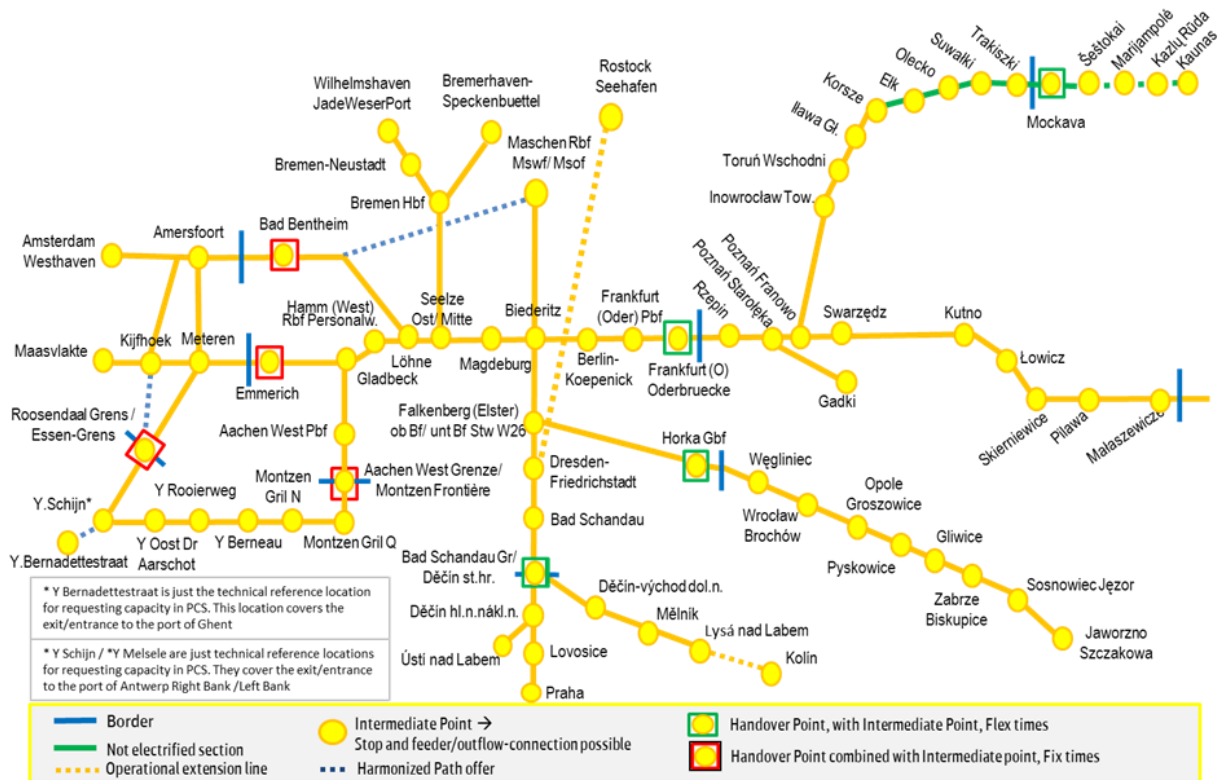 Wilhelmshaven
JadeWeserPort
Bremerhaven-
Speckenbuettel
Rostock
Seehafen
Maschen Rbf
Mswf/ Msof
Bremen-Neustadt
Bremen Hbf
Korsze
Ełk
Olecko
Suwałki
Trakiszki
Šeštokai
Marijampolé
Kazlų Rūda
Kaunas
Mockava
Iława Gł.
Toruń Wschodni
Inowrocław Tow.
Amsterdam
Westhaven
Amersfoort
Bad Bentheim
Hamm (West)
Rbf Personalw.
Seelze
Ost/ Mitte
Biederitz
Frankfurt
(Oder) Pbf
Rzepin
Poznań Starołęka
Poznań Franowo
Swarzędz
Kutno
Maasvlakte
Kijfhoek
Meteren
Emmerich
Gladbeck
Löhne
Magdeburg
Berlin-
Koepenick
Frankfurt (O)
Oderbruecke
Gadki
Łowicz
Skierniewice
Pilawa
Małaszewicze
Roosendaal Grens /
Essen-Grens
Aachen West Pbf
Falkenberg (Elster)
ob Bf/ unt Bf Stw W26
Horka Gbf
Węgliniec
Y Rooierweg
Montzen
Gril N
Aachen West Grenze/
Montzen Frontière
Dresden-
Friedrichstadt
Wrocław
Brochów
Opole
Groszowice
Y.Schijn*
Y.Bernadettestraat
Y Oost Dr
Aarschot
Y Berneau
Montzen Gril Q
Bad Schandau
Pyskowice
Gliwice
Zabrze
Biskupice
Sosnowiec Jęzor
Jaworzno
Szczakowa
Bad Schandau Gr/
Děčín st.hr.
Děčín-východ dol.n.
Mělník
Lysá nad Labem
Kolín
Děčín hl.n.nákl.n.
Ústí nad Labem
Lovosice
Praha
* Y Bernadettestraat is just the technical reference location
for requesting capacity in PCS. This location covers the
exit/entrance to the port of Ghent
* Y Schijn / *Y Melsele are just technical reference locations
for requesting capacity in PCS. They cover the exit/entrance
to the port of Antwerp Right Bank /Left Bank
Border
Not electrified section
Operational extension line
Intermediate Point →
Stop and feeder/outflow-connection possible
Harmonized Path offer
Handover Point, with Intermediate Point, Flex times
Handover Point combined with Intermediate point, Fix times